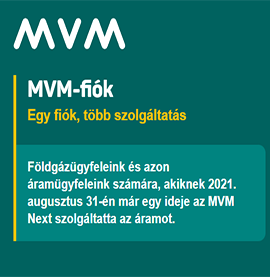 MVM
MVM-fiók
Egy fiók, több szolgáltatás
Földgázügyfeleink és azon
áramügyfeleink számára, akiknek 2021.
augusztus 31-én már egy ideje az MVM
Next szolgáltatta az áramot.